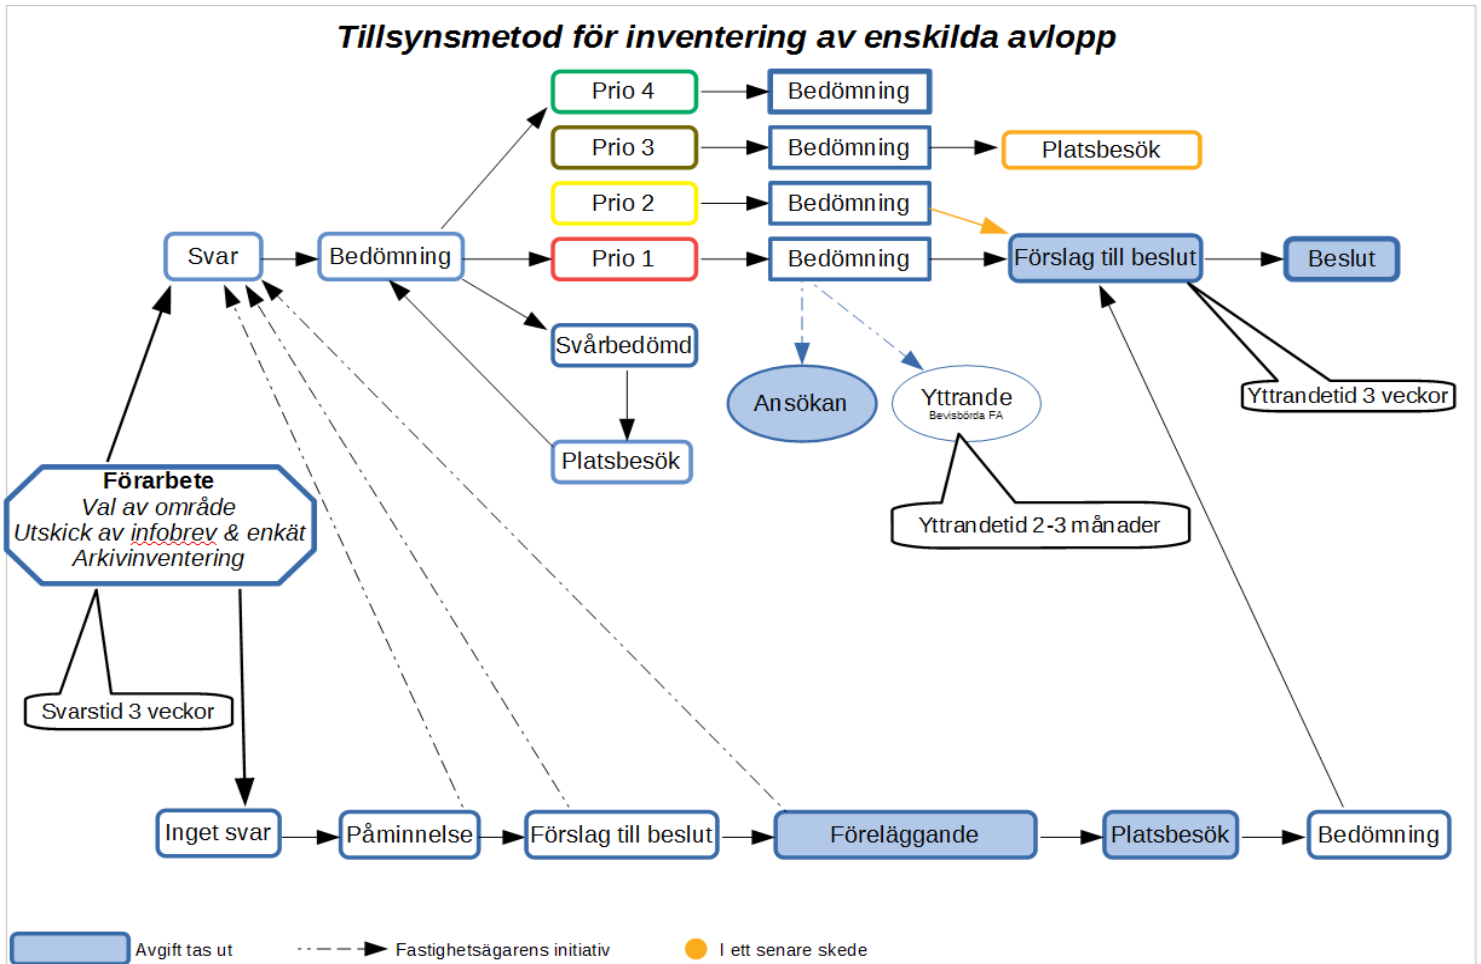 Tillsynsmetod för inventering av enskilda avlopp
Prio 4
Bedömning
Prio 3
Bedömning
Platsbesök
Prio 2
Bedömning
Svar
Bedömning
Prio 1
Bedömning
Förslag till beslut
Beslut
Svårbedömd
Ansökan
Yttrande
Bevisbörda FA
Yttrandetid 3 veckor
Platsbesök
Förarbete
Val av område
Utskick av infobrev & enkät
Arkivinventering
Yttrandetid 2-3 månader
Svarstid 3 veckor
Inget svar
Påminnelse
Förslag till beslut
Föreläggande
Platsbesök
Bedömning
Avgift tas ut
Fastighetsägarens initiativ
I ett senare skede